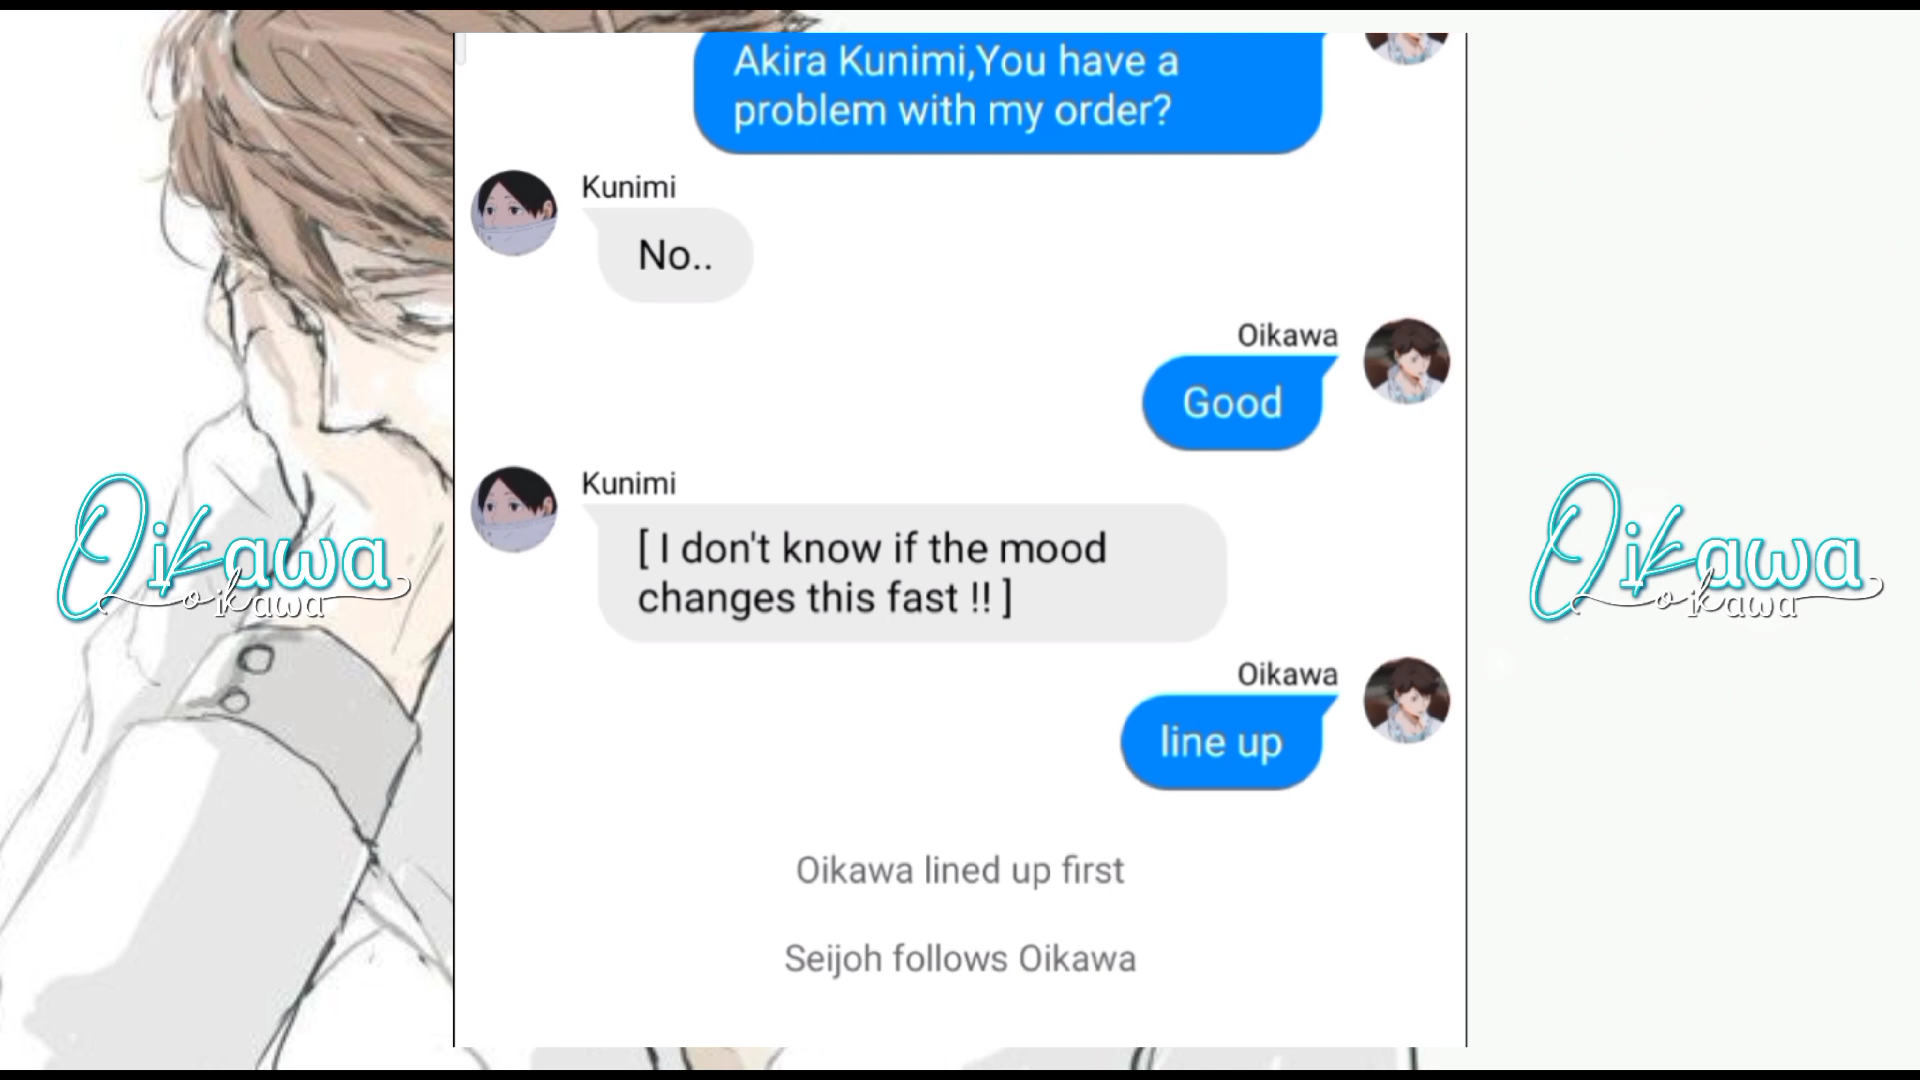 Akira Kunimi,You have a
problem with my order?
Kunimi
No..
Oikawa
Good
Kunimi
[ I don't know if the mood
changes this fast !! ]
Oikawa
line up
Oikawa lined up first
Seijoh follows Oikawa
Oikawa
oikawa
Oikawa
oikawa